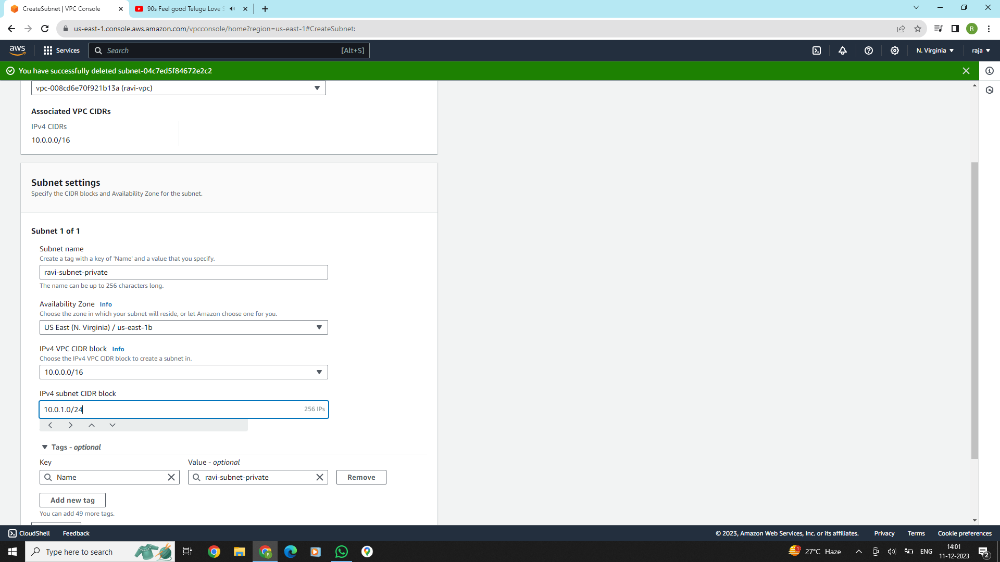 CreateSubnet | VPC Console
90s Feel good Telugu Love S
us-east-1.console.aws.amazon.com/vpcconsole/home?region=us-east-1#CreateSubnet:
R
aws
Services
Search
[Alt+S]
N. Virginia
raja
You have successfully deleted subnet-04c7ed5f84672e2c2
vpc-008cd6e70f921b13a (ravi-vpc)
Associated VPC CIDRs
IPv4 CIDRs
10.0.0.0/16
Subnet settings
Specify the CIDR blocks and Availability Zone for the subnet.
Subnet 1 of 1
Subnet name
Create a tag with a key of 'Name' and a value that you specify.
ravi-subnet-private
The name can be up to 256 characters long.
Availability Zone Info
Choose the zone in which your subnet will reside, or let Amazon choose one for you.
US East (N. Virginia) / us-east-1b
IPv4 VPC CIDR block Info
Choose the IPv4 VPC CIDR block to create a subnet in.
10.0.0.0/16
IPv4 subnet CIDR block
10.0.1.0/24
256 IPs
Tags - optional
Key
Value - optional
Name
ravi-subnet-private
Remove
Add new tag
You can add 49 more tags.
CloudShell
Feedback
© 2023, Amazon Web Services, Inc. or its affiliates.
Privacy
Terms
Cookie preferences
Type here to search
R
1
27°C Haze
ENG
14:01
11-12-2023
2